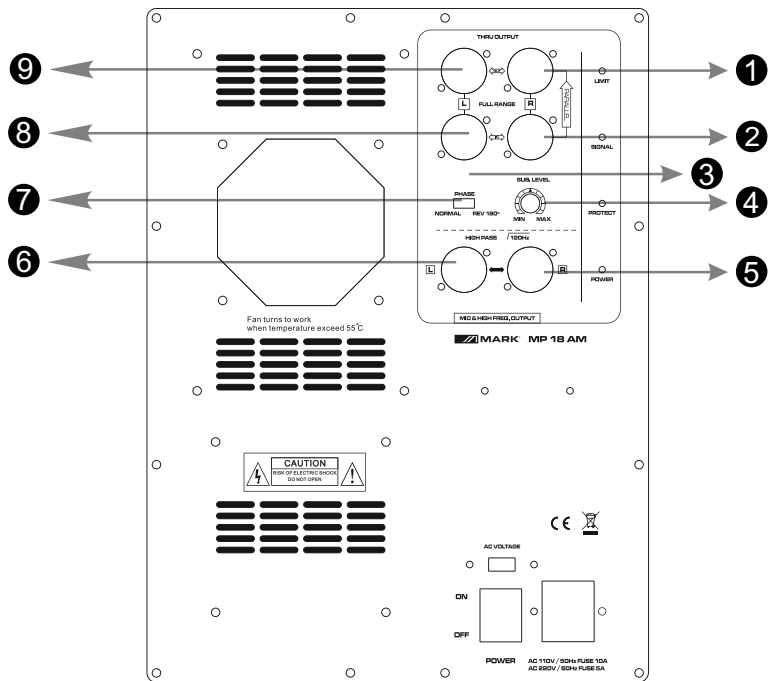 THRU OUTPUT
9
1
LIMIT
L
FULL RANGE
R
PARALLEL
8
2
SIGNAL
3
SUB. LEVEL
7
PHASE
4
NORMAL
REV 180°
MIN
MAX
PROTECT
HIGH PASS
120Hz
6
L
R
5
POWER
Fan turns to work
when temperature exceed 55℃
MID & HIGH FREQ, OUTPUT
MARK MP 18 AM
CAUTION
RISK OF ELECTRIC SHOCK
DO NOT OPEN
CE
AC VOLTAGE
ON
OFF
POWER
AC 110V / 50Hz FUSE 10A
AC 220V / 60Hz FUSE 5A